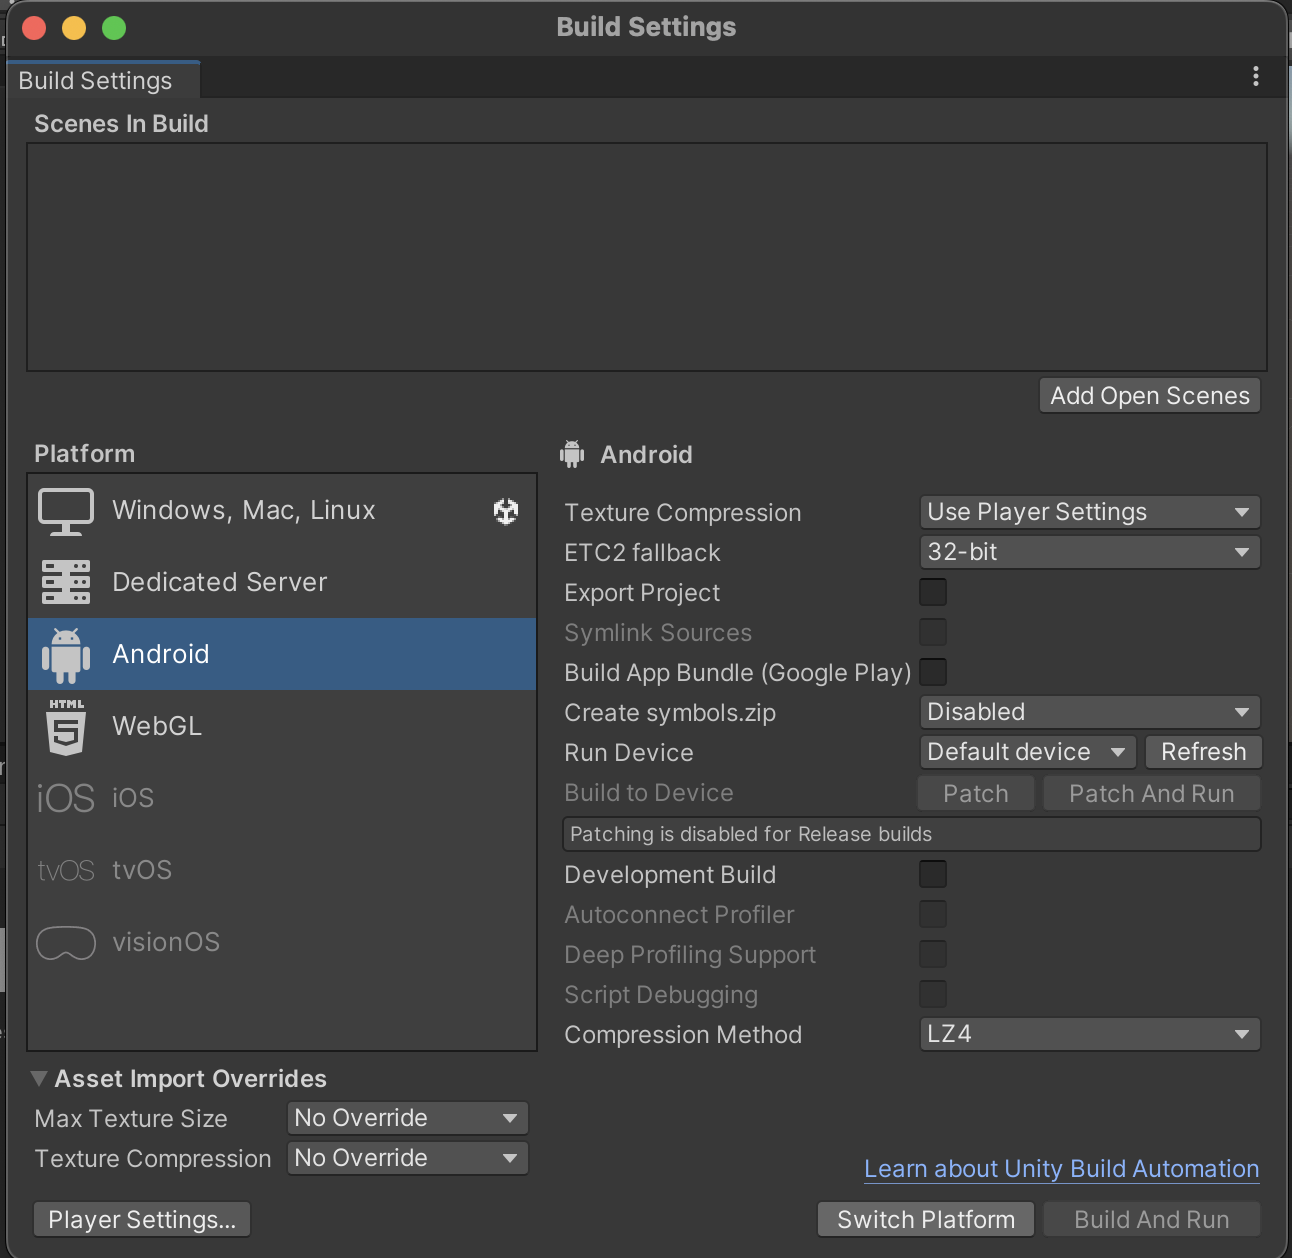 Build Settings
Build Settings
Scenes In Build
Add Open Scenes
Platform
Windows, Mac, Linux
Dedicated Server
Android
HTML
5
WebGL
iOS iOS
tvOS tvOS
visionOS
Android
Texture Compression Use Player Settings
ETC2 fallback 32-bit
Export Project
Symlink Sources
Build App Bundle (Google Play)
Create symbols.zip Disabled
Run Device Default device Refresh
Build to Device Patch Patch And Run
Patching is disabled for Release builds
Development Build
Autoconnect Profiler
Deep Profiling Support
Script Debugging
Compression Method LZ4
Asset Import Overrides
Max Texture Size No Override
Texture Compression No Override
Learn about Unity Build Automation
Player Settings... Switch Platform Build And Run